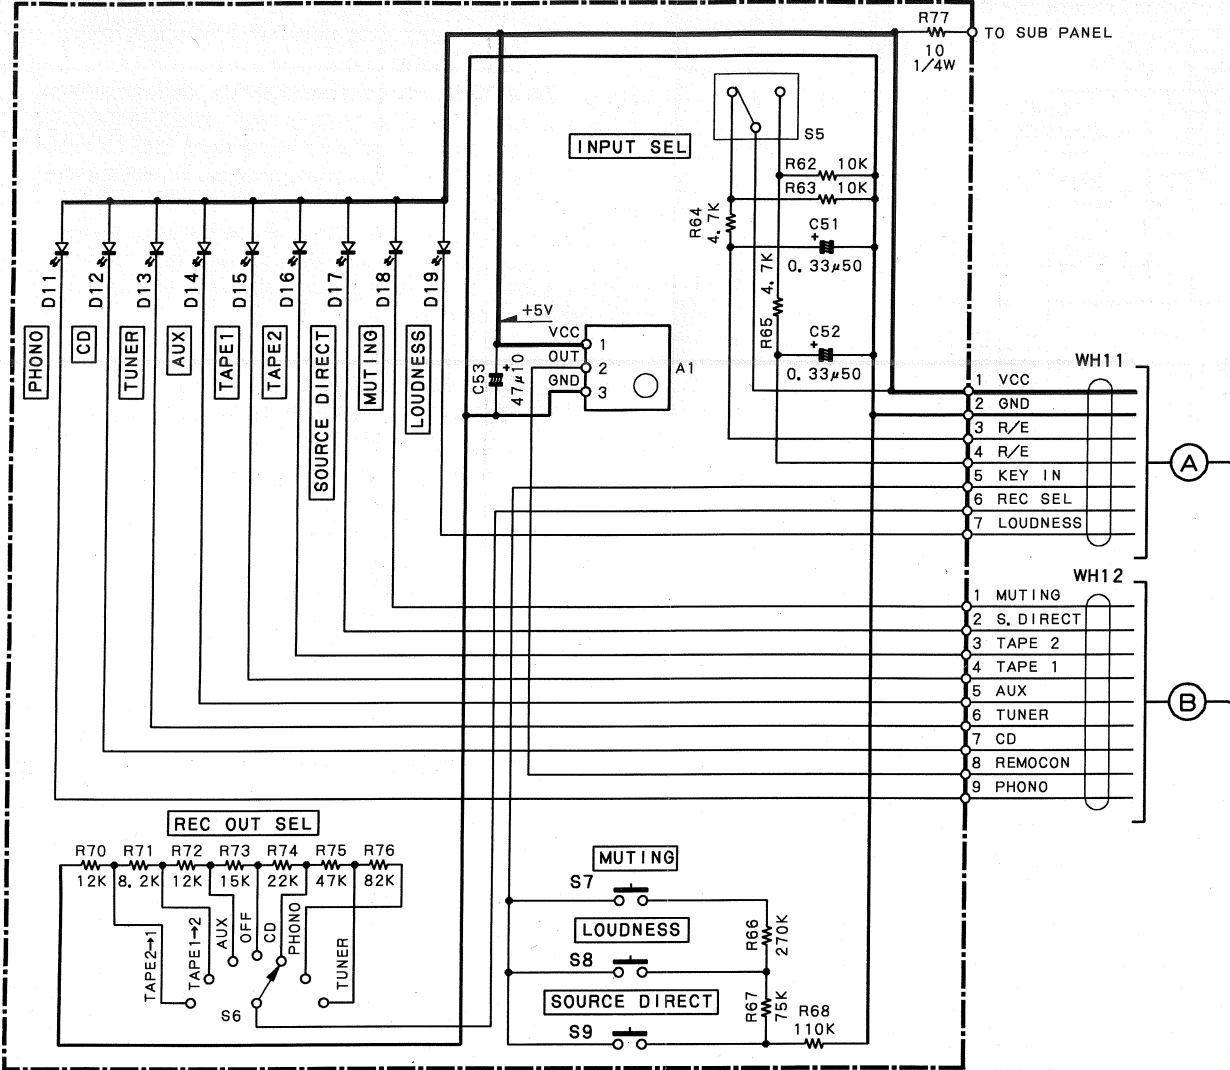 R77
TO SUB PANEL
10
1/4W
S5
INPUT SEL
R62 10K
R63 10K
R64
4.7K
C51
+
0.33μ50
4.7K
R65
C52
+
0.33μ50
D11
D12
D13
D14
D15
D16
D17
D18
D19
PHONO
CD
TUNER
AUX
TAPE1
TAPE2
SOURCE DIRECT
MUTING
LOUDNESS
+5V
VCC 1
OUT 2
GND 3
A1
C53
+
47μ10
WH11
1 VCC
2 GND
3 R/E
4 R/E
5 KEY IN
6 REC SEL
7 LOUDNESS
A
WH12
1 MUTING
2 S.DIRECT
3 TAPE 2
4 TAPE 1
5 AUX
6 TUNER
7 CD
8 REMOCON
9 PHONO
B
REC OUT SEL
R70 R71 R72 R73 R74 R75 R76
12K 8.2K 12K 15K 22K 47K 82K
TAPE2→1
TAPE1→2
AUX
OFF
CD
PHONO
TUNER
S6
MUTING
S7
LOUDNESS
S8
SOURCE DIRECT
S9
R66
270K
R67
75K
R68
110K